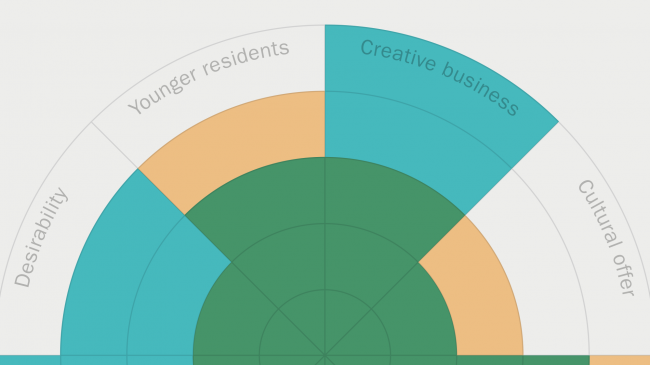 Desirability
Younger residents
Creative business
Cultural offer